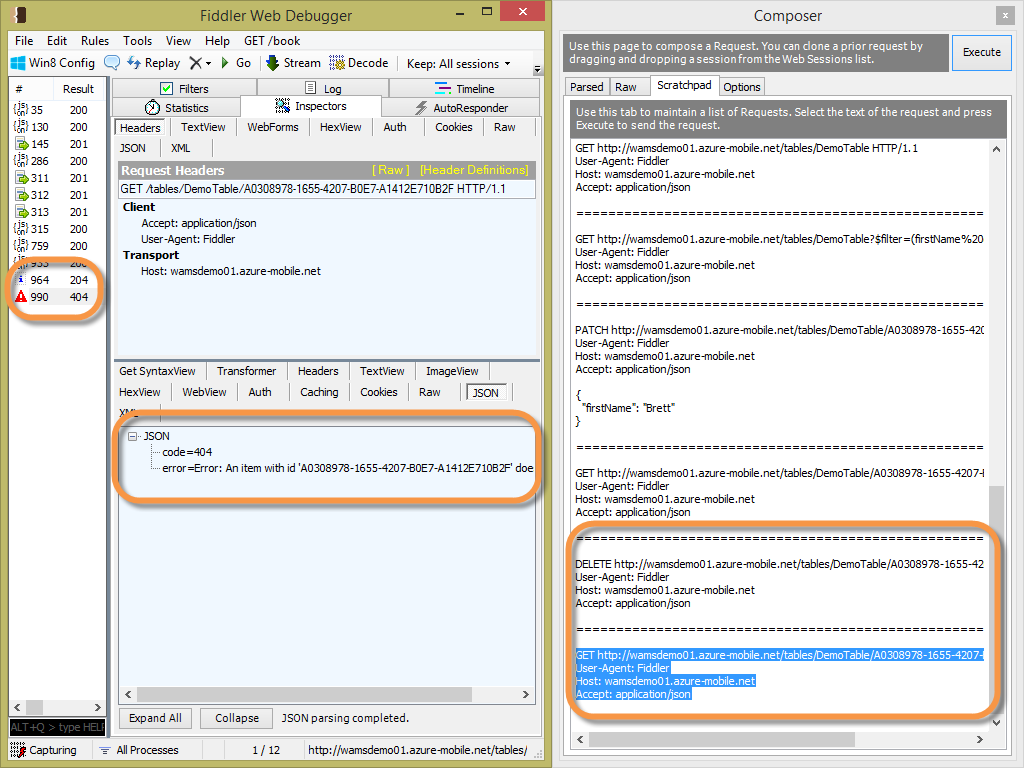 Fiddler Web Debugger
File Edit Rules Tools View Help GET /book
Win8 Config Replay Go Stream Decode Keep: All sessions
# Result
35 200
130 200
145 201
286 200
311 201
312 201
313 201
315 200
759 200
933 200
964 204
990 404
Filters Log Timeline
Statistics Inspectors AutoResponder
Headers TextView WebForms HexView Auth Cookies Raw
JSON XML
Request Headers [ Raw ] [Header Definitions]
GET /tables/DemoTable/A0308978-1655-4207-B0E7-A1412E710B2F HTTP/1.1
Client
Accept: application/json
User-Agent: Fiddler
Transport
Host: wamsdemo01.azure-mobile.net
Get SyntaxView Transformer Headers TextView ImageView
HexView WebView Auth Caching Cookies Raw JSON
XML
JSON
code=404
error=Error: An item with id 'A0308978-1655-4207-B0E7-A1412E710B2F' doe
Expand All Collapse JSON parsing completed.
ALT+Q > type HELP
Capturing All Processes 1 / 12 http://wamsdemo01.azure-mobile.net/tables/
Composer
Use this page to compose a Request. You can clone a prior request by
dragging and dropping a session from the Web Sessions list.
Execute
Parsed Raw Scratchpad Options
Use this tab to maintain a list of Requests. Select the text of the request and press
Execute to send the request.
GET http://wamsdemo01.azure-mobile.net/tables/DemoTable HTTP/1.1
User-Agent: Fiddler
Host: wamsdemo01.azure-mobile.net
Accept: application/json
GET http://wamsdemo01.azure-mobile.net/tables/DemoTable?$filter=(firstName%20
User-Agent: Fiddler
Host: wamsdemo01.azure-mobile.net
Accept: application/json
PATCH http://wamsdemo01.azure-mobile.net/tables/DemoTable/A0308978-1655-420
User-Agent: Fiddler
Host: wamsdemo01.azure-mobile.net
Accept: application/json
{
"firstName": "Brett"
}
GET http://wamsdemo01.azure-mobile.net/tables/DemoTable/A0308978-1655-4207-
User-Agent: Fiddler
Host: wamsdemo01.azure-mobile.net
Accept: application/json
DELETE http://wamsdemo01.azure-mobile.net/tables/DemoTable/A0308978-1655-42
User-Agent: Fiddler
Host: wamsdemo01.azure-mobile.net
Accept: application/json
GET http://wamsdemo01.azure-mobile.net/tables/DemoTable/A0308978-1655-4207-
User-Agent: Fiddler
Host: wamsdemo01.azure-mobile.net
Accept: application/json